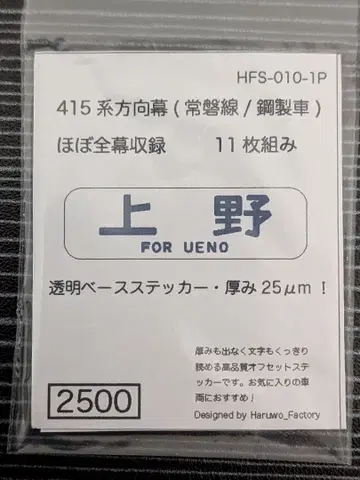 HFS-010-1P
415系方向幕(常磐線/鋼製車)
ほぼ全幕収録 11枚組み
上野
FOR UENO
透明ベースステッカー・厚み25μm!
厚みも出なく文字もくっきり
読める高品質オフセットステ
ッカーです。お気に入りの車
両におすすめ!
Designed by Haruwo_Factory
2500